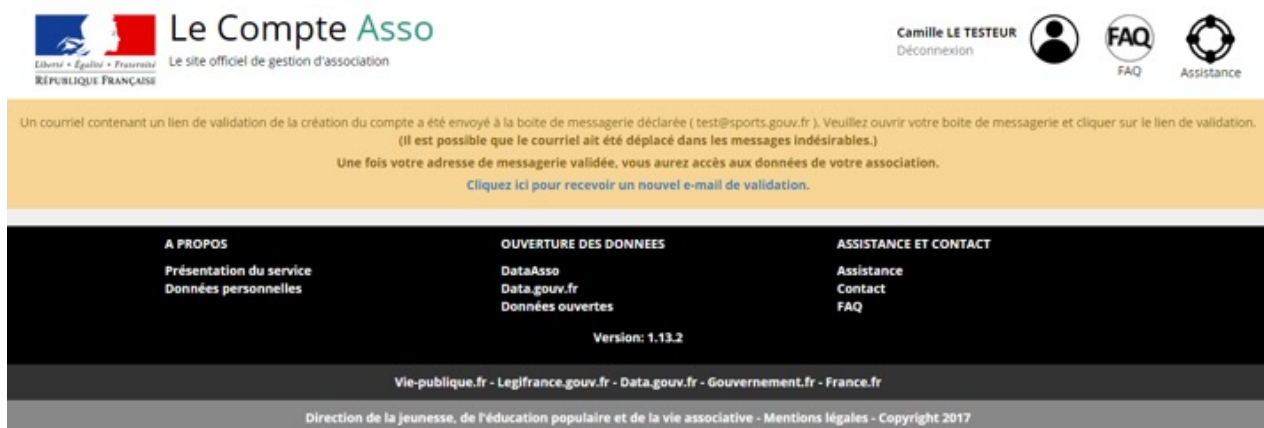 Le Compte Asso
Le site officiel de gestion d'association
Liberté • Égalité • Fraternité
RÉPUBLIQUE FRANÇAISE
Camille LE TESTEUR
Déconnexion
FAQ
FAQ
Assistance
Un courriel contenant un lien de validation de la création du compte a été envoyé à la boite de messagerie déclarée ( test@sports.gouv.fr ). Veuillez ouvrir votre boite de messagerie et cliquer sur le lien de validation.
(Il est possible que le courriel ait été déplacé dans les messages indésirables.)
Une fois votre adresse de messagerie validée, vous aurez accès aux données de votre association.
Cliquez ici pour recevoir un nouvel e-mail de validation.
A PROPOS
Présentation du service
Données personnelles
OUVERTURE DES DONNEES
DataAsso
Data.gouv.fr
Données ouvertes
ASSISTANCE ET CONTACT
Assistance
Contact
FAQ
Version: 1.13.2
Vie-publique.fr - Legifrance.gouv.fr - Data.gouv.fr - Gouvernement.fr - France.fr
Direction de la jeunesse, de l'éducation populaire et de la vie associative - Mentions légales - Copyright 2017